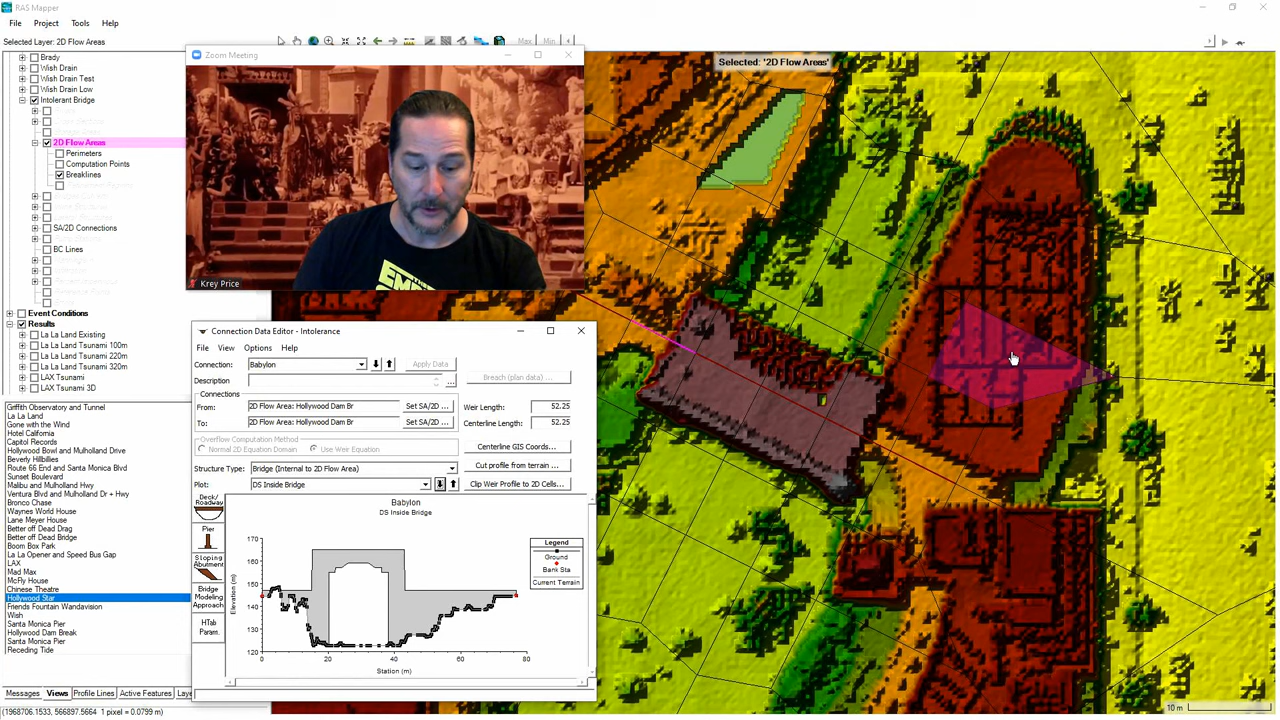 RAS Mapper
File Project Tools Help
Selected Layer: 2D Flow Areas
Max Min
Selected: '2D Flow Areas'
Brady
Wish Drain
Wish Drain Test
Wish Drain Low
Intolerant Bridge
2D Flow Areas
Perimeters
Computation Points
Breaklines
SA/2D Connections
BC Lines
Event Conditions
Results
La La Land Existing
La La Land Tsunami 100m
La La Land Tsunami 220m
La La Land Tsunami 320m
LAX Tsunami
LAX Tsunami 3D
Griffith Observatory and Tunnel
La La Land
Gone with the Wind
Hotel California
Capitol Records
Hollywood Bowl and Mulholland Drive
Beverly Hillbillies
Route 66 End and Santa Monica Blvd
Sunset Boulevard
Malibu and Mulholland Hwy
Ventura Blvd and Mulholland Dr + Hwy
Bronco Chase
Waynes World House
Lane Meyer House
Better off Dead Drag
Better off Dead Bridge
Boom Box Park
La La Opener and Speed Bus Gap
LAX
Mad Max
McFly House
Chinese Theatre
Hollywood Star
Friends Fountain Wandavision
Wish
Santa Monica Pier
Hollywood Dam Break
Santa Monica Pier
Receding Tide
Messages Views Profile Lines Active Features Laye
(1968706.1533, 566897.5664 1 pixel = 0.0799 m)
Zoom Meeting
Krey Price
Connection Data Editor - Intolerance
File View Options Help
Connection: Babylon Apply Data
Description ... Breach (plan data) ...
Connections
From: 2D Flow Area: Hollywood Dam Br Set SA/2D ... Weir Length: 52.25
To: 2D Flow Area: Hollywood Dam Br Set SA/2D ... Centerline Length: 52.25
Overflow Computation Method
Normal 2D Equation Domain Use Weir Equation
Centerline GIS Coords...
Structure Type: Bridge (Internal to 2D Flow Area) Cut profile from terrain ...
Plot: DS Inside Bridge Clip Weir Profile to 2D Cells...
Deck/
Roadway
Pier
Sloping
Abutment
Bridge
Modeling
Approach
HTab
Param.
Babylon
DS Inside Bridge
Legend
Ground
Bank Sta
Current Terrain
Elevation (m)
170
160
150
140
130
120
0 20 40 60 80
Station (m)
10 m